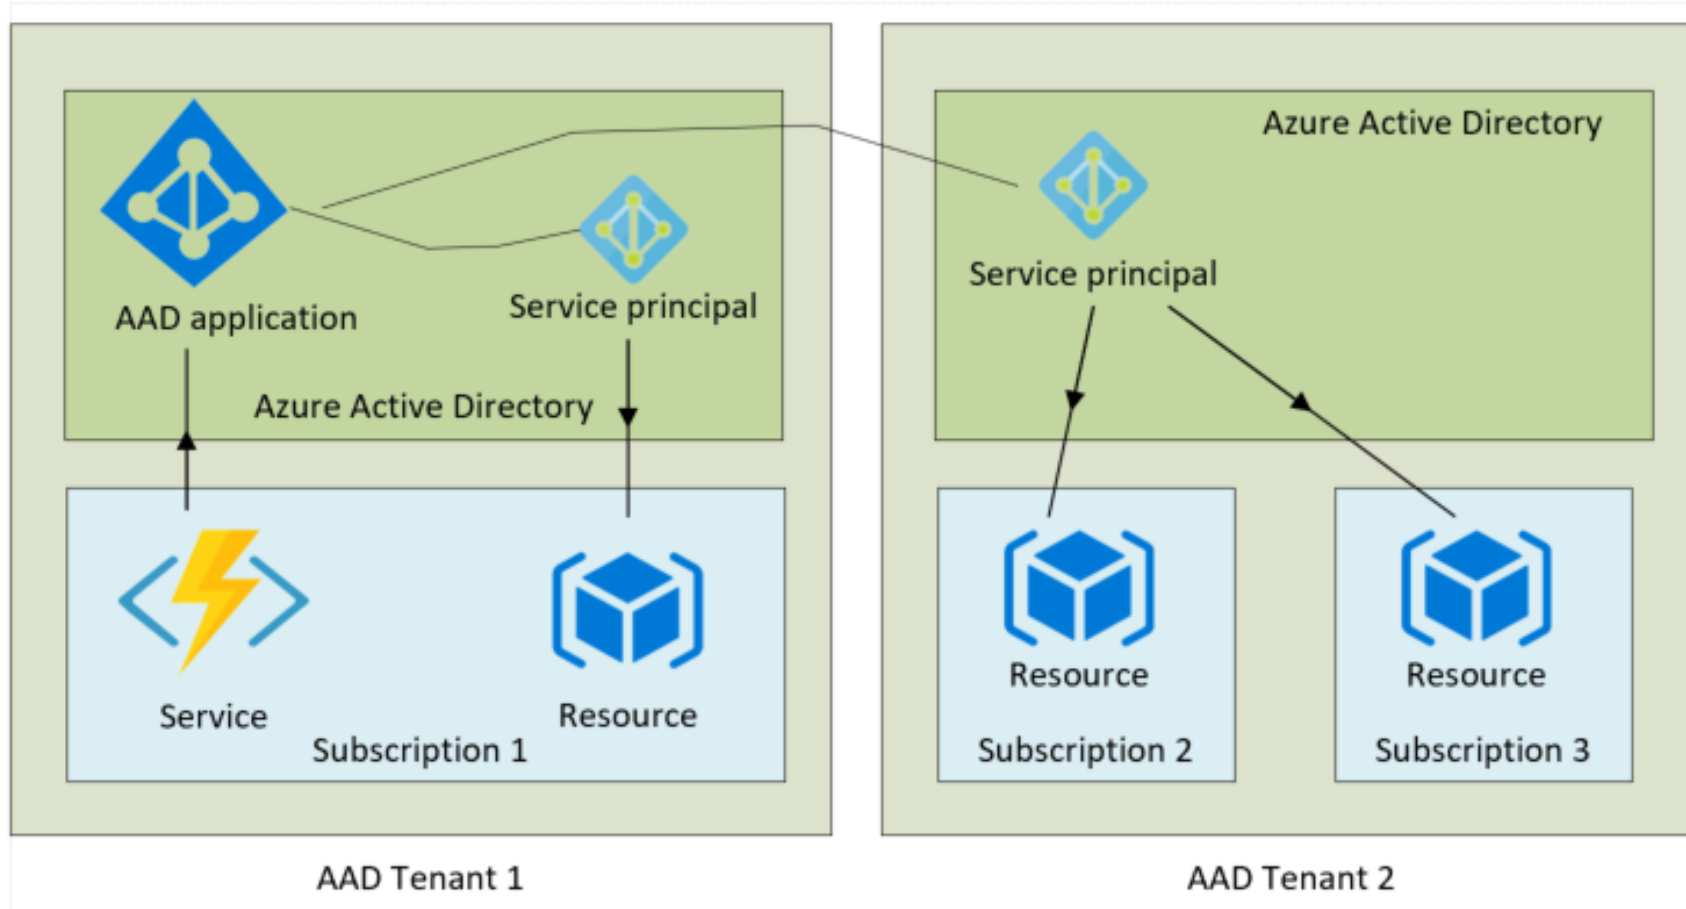 AAD application
Service principal
Azure Active Directory
Service
Resource
Subscription 1
AAD Tenant 1
Azure Active Directory
Service principal
Resource
Subscription 2
Resource
Subscription 3
AAD Tenant 2